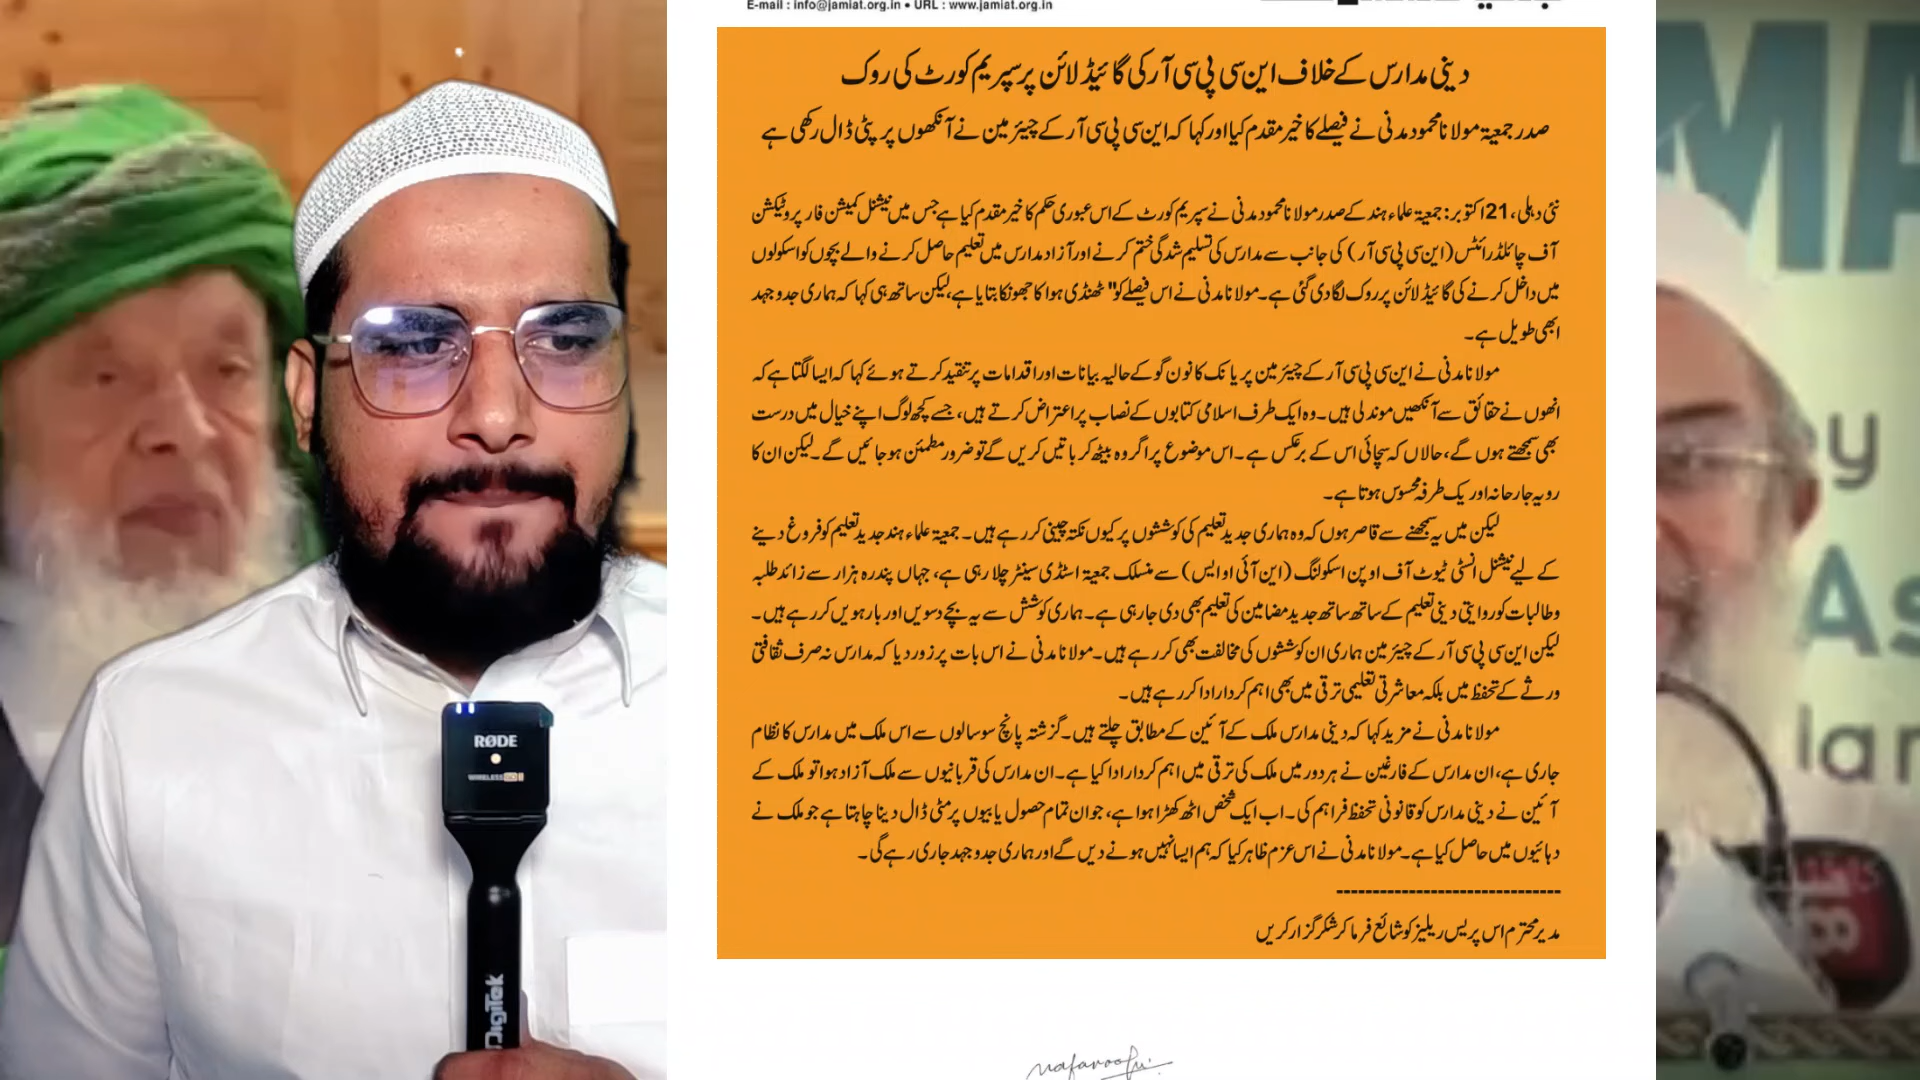 E-mail : info@jamiat.org.in • URL : www.jamiat.org.in
دینی مدارس کے خلاف این سی پی سی آر کی گائیڈ لائن پر سپریم کورٹ کی روک
صدر جمعیۃ مولانا محمود مدنی نے فیصلے کا خیر مقدم کیا اور کہا کہ این سی پی سی آر کے چیئرمین نے آنکھوں پر پٹی ڈال رکھی ہے
نئی دہلی، 21 اکتوبر: جمعیۃ علماء ہند کے صدر مولانا محمود مدنی نے سپریم کورٹ کے اس عبوری حکم کا خیر مقدم کیا ہے جس میں نیشنل کمیشن فار پروٹیکشن
آف چائلڈ رائٹس (این سی پی سی آر) کی جانب سے مدارس کی تسلیم شدگی ختم کرنے اور آزاد مدارس میں تعلیم حاصل کرنے والے بچوں کو اسکولوں
میں داخل کرنے کی گائیڈ لائن پر روک لگا دی گئی ہے۔ مولانا مدنی نے اس فیصلے کو" ٹھنڈی ہوا کا جھونکا بتایا ہے، لیکن ساتھ ہی کہا کہ ہماری جدوجہد
ابھی طویل ہے۔
مولانا مدنی نے این سی پی سی آر کے چیئرمین پریانک کانون گو کے حالیہ بیانات اور اقدامات پر تنقید کرتے ہوئے کہا کہ ایسا لگتا ہے کہ
انھوں نے حقائق سے آنکھیں موند لی ہیں۔ وہ ایک طرف اسلامی کتابوں کے نصاب پر اعتراض کرتے ہیں، جسے کچھ لوگ اپنے خیال میں درست
بھی سمجھتے ہوں گے، حالاں کہ سچائی اس کے برعکس ہے۔ اس موضوع پر اگر وہ بیٹھ کر باتیں کریں گے تو ضرور مطمئن ہو جائیں گے۔ لیکن ان کا
رویہ جارحانہ اور یک طرفہ محسوس ہوتا ہے۔
لیکن میں یہ سمجھنے سے قاصر ہوں کہ وہ ہماری جدید تعلیم کی کوششوں پر کیوں نکتہ چینی کر رہے ہیں۔ جمعیۃ علماء ہند جدید تعلیم کو فروغ دینے
کے لیے نیشنل انسٹی ٹیوٹ آف اوپن اسکولنگ (این آئی او ایس) سے منسلک جمعیۃ اسٹڈی سینٹر چلا رہی ہے، جہاں پندرہ ہزار سے زائد طلبہ
و طالبات کو روایتی دینی تعلیم کے ساتھ ساتھ جدید مضامین کی تعلیم بھی دی جا رہی ہے۔ ہماری کوشش سے یہ بچے دسویں اور بارہویں کر رہے ہیں۔
لیکن این سی پی سی آر کے چیئرمین ہماری ان کوششوں کی مخالفت بھی کر رہے ہیں۔ مولانا مدنی نے اس بات پر زور دیا کہ مدارس نہ صرف ثقافتی
ورثے کے تحفظ میں بلکہ معاشرتی تعلیمی ترقی میں بھی اہم کردار ادا کر رہے ہیں۔
مولانا مدنی نے مزید کہا کہ دینی مدارس ملک کے آئین کے مطابق چلتے ہیں۔ گزشتہ پانچ سو سالوں سے اس ملک میں مدارس کا نظام
جاری ہے، ان مدارس کے فارغین نے ہر دور میں ملک کی ترقی میں اہم کردار ادا کیا ہے۔ ان مدارس کی قربانیوں سے ملک آزاد ہوا تو ملک کے
آئین نے دینی مدارس کو قانونی تحفظ فراہم کی۔ اب ایک شخص اٹھ کھڑا ہوا ہے، جو ان تمام حصول یابیوں پر مٹی ڈال دینا چاہتا ہے جو ملک نے
دہائیوں میں حاصل کیا ہے۔ مولانا مدنی نے اس عزم ظاہر کیا کہ ہم ایسا نہیں ہونے دیں گے اور ہماری جدوجہد جاری رہے گی۔
-------------------------------
مدیر محترم اس پریس ریلیز کو شائع فرما کر شکر گزار کریں
RØDE
WIRELESS GO II
DigiTek
MA
y
As
lar